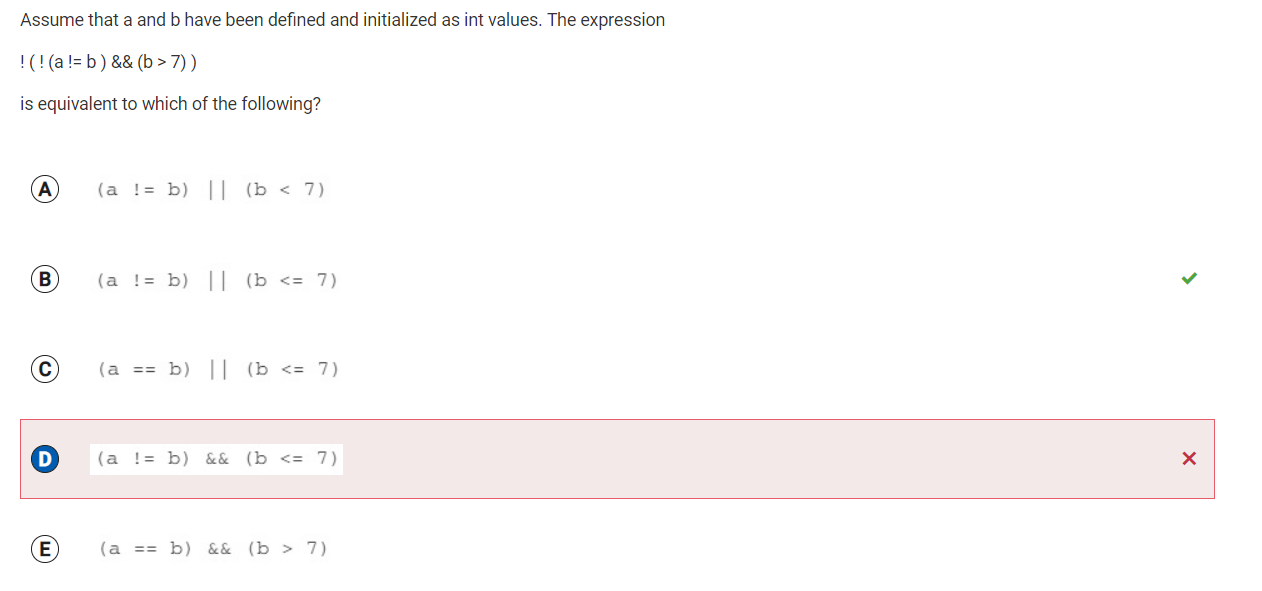 Assume that a and b have been defined and initialized as int values. The expression
! ( ! (a != b ) && (b > 7) )
is equivalent to which of the following?
A (a != b) || (b < 7)
B (a != b) || (b <= 7)
C (a == b) || (b <= 7)
D (a != b) && (b <= 7)
E (a == b) && (b > 7)